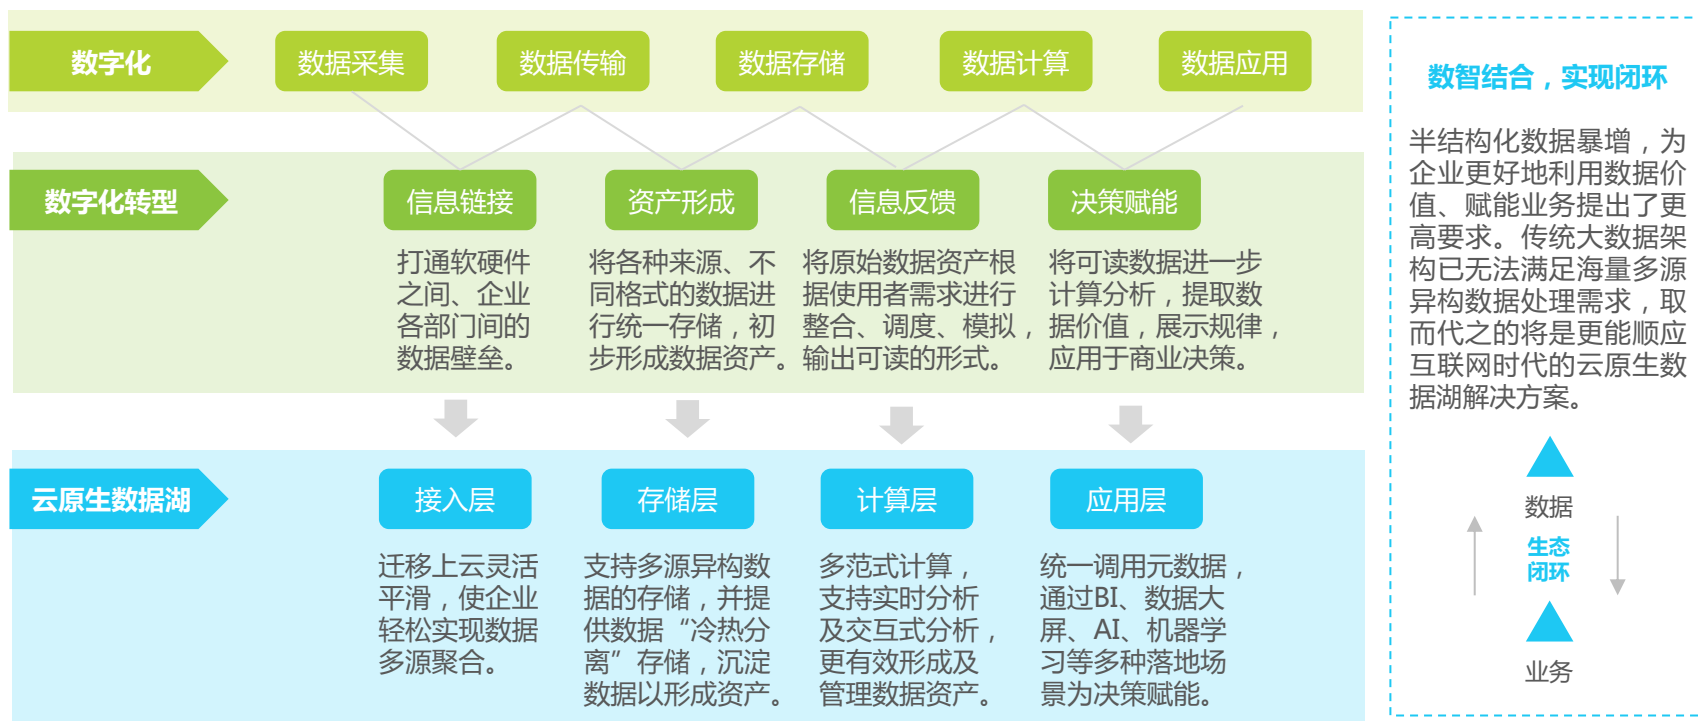 数字化
数据采集
数据传输
数据存储
数据计算
数据应用
数字化转型
信息链接
资产形成
信息反馈
决策赋能
打通软硬件
之间、企业
各部门间的
数据壁垒。
将各种来源、不
同格式的数据进
行统一存储，初
步形成数据资产。
将原始数据资产根
据使用者需求进行
整合、调度、模拟，
输出可读的形式。
将可读数据进一步
计算分析，提取数
据价值，展示规律，
应用于商业决策。
云原生数据湖
接入层
存储层
计算层
应用层
迁移上云灵活
平滑，使企业
轻松实现数据
多源聚合。
支持多源异构数
据的存储，并提
供数据“冷热分
离”存储，沉淀
数据以形成资产。
多范式计算，
支持实时分析
及交互式分析，
更有效形成及
管理数据资产。
统一调用元数据，
通过BI、数据大
屏、AI、机器学
习等多种落地场
景为决策赋能。
数智结合，实现闭环
半结构化数据暴增，为
企业更好地利用数据价
值、赋能业务提出了更
高要求。传统大数据架
构已无法满足海量多源
异构数据处理需求，取
而代之的将是更能顺应
互联网时代的云原生数
据湖解决方案。
数据
生态
闭环
业务